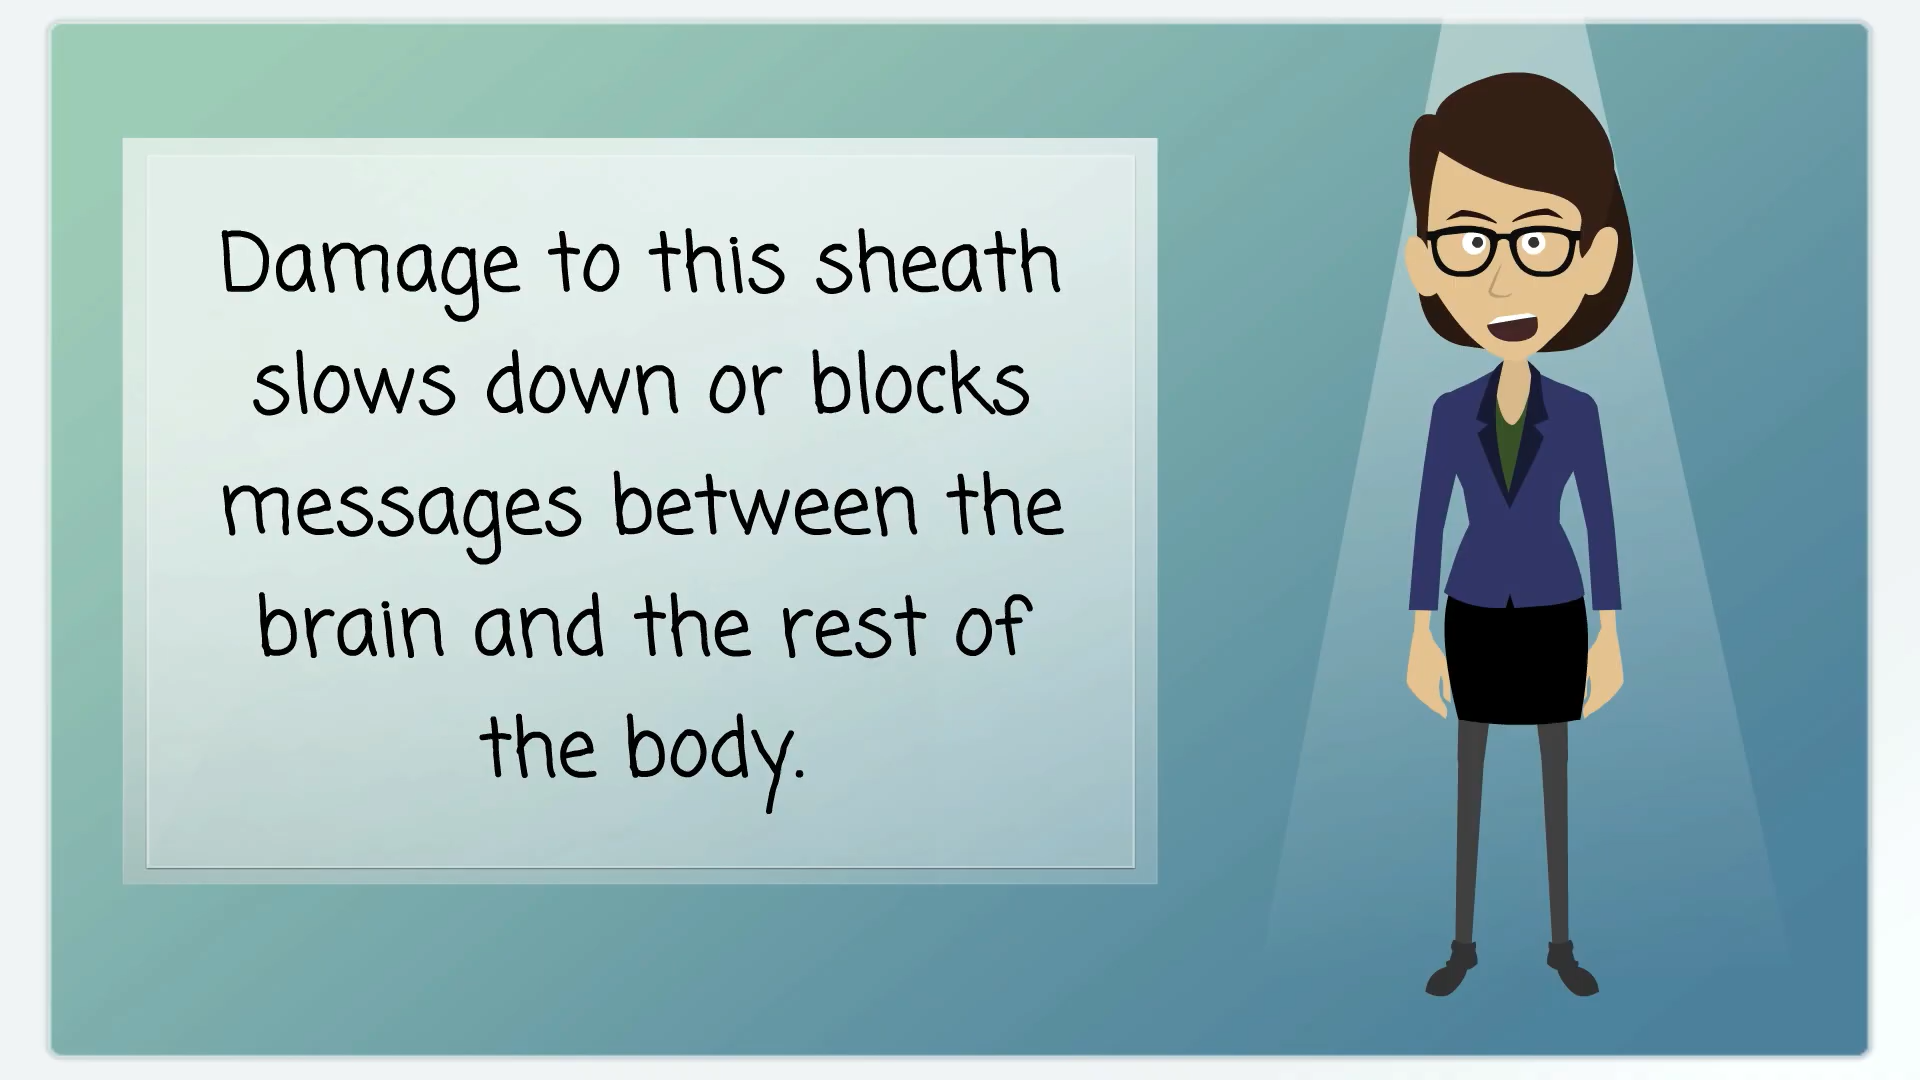 Damage to this sheath
slows down or blocks
messages between the
brain and the rest of
the body.